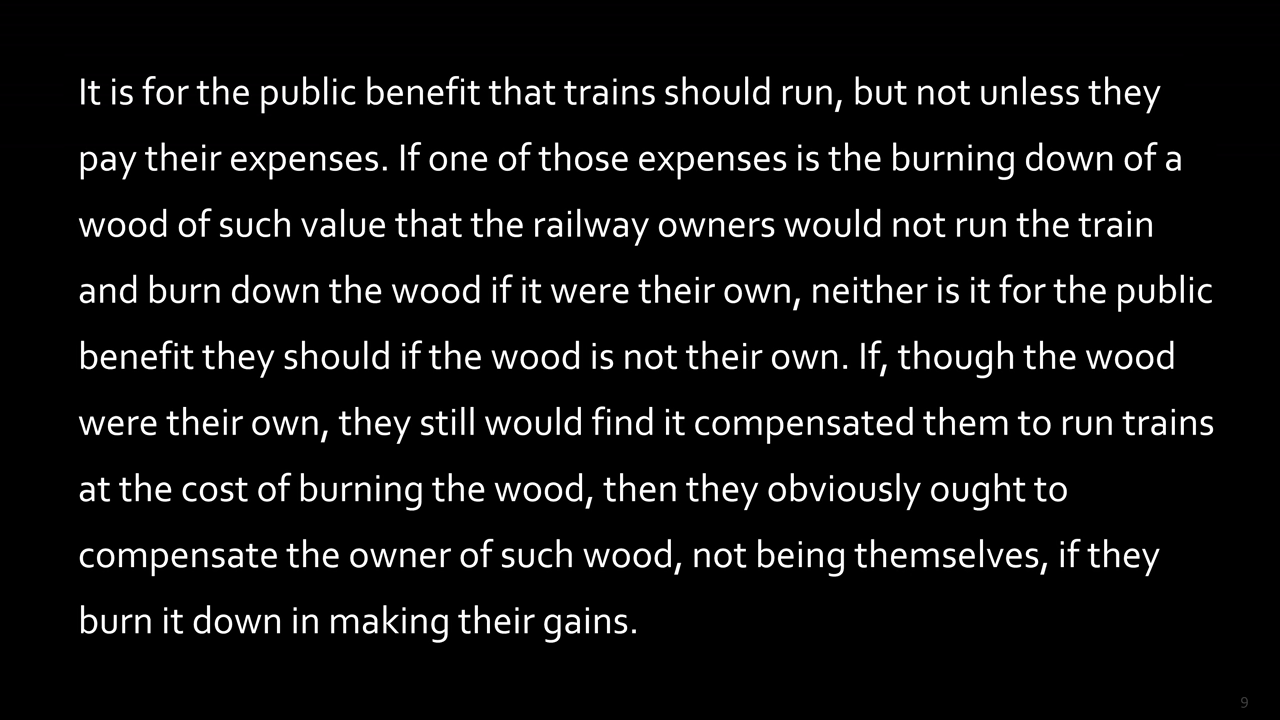 It is for the public benefit that trains should run, but not unless they
pay their expenses. If one of those expenses is the burning down of a
wood of such value that the railway owners would not run the train
and burn down the wood if it were their own, neither is it for the public
benefit they should if the wood is not their own. If, though the wood
were their own, they still would find it compensated them to run trains
at the cost of burning the wood, then they obviously ought to
compensate the owner of such wood, not being themselves, if they
burn it down in making their gains.
9